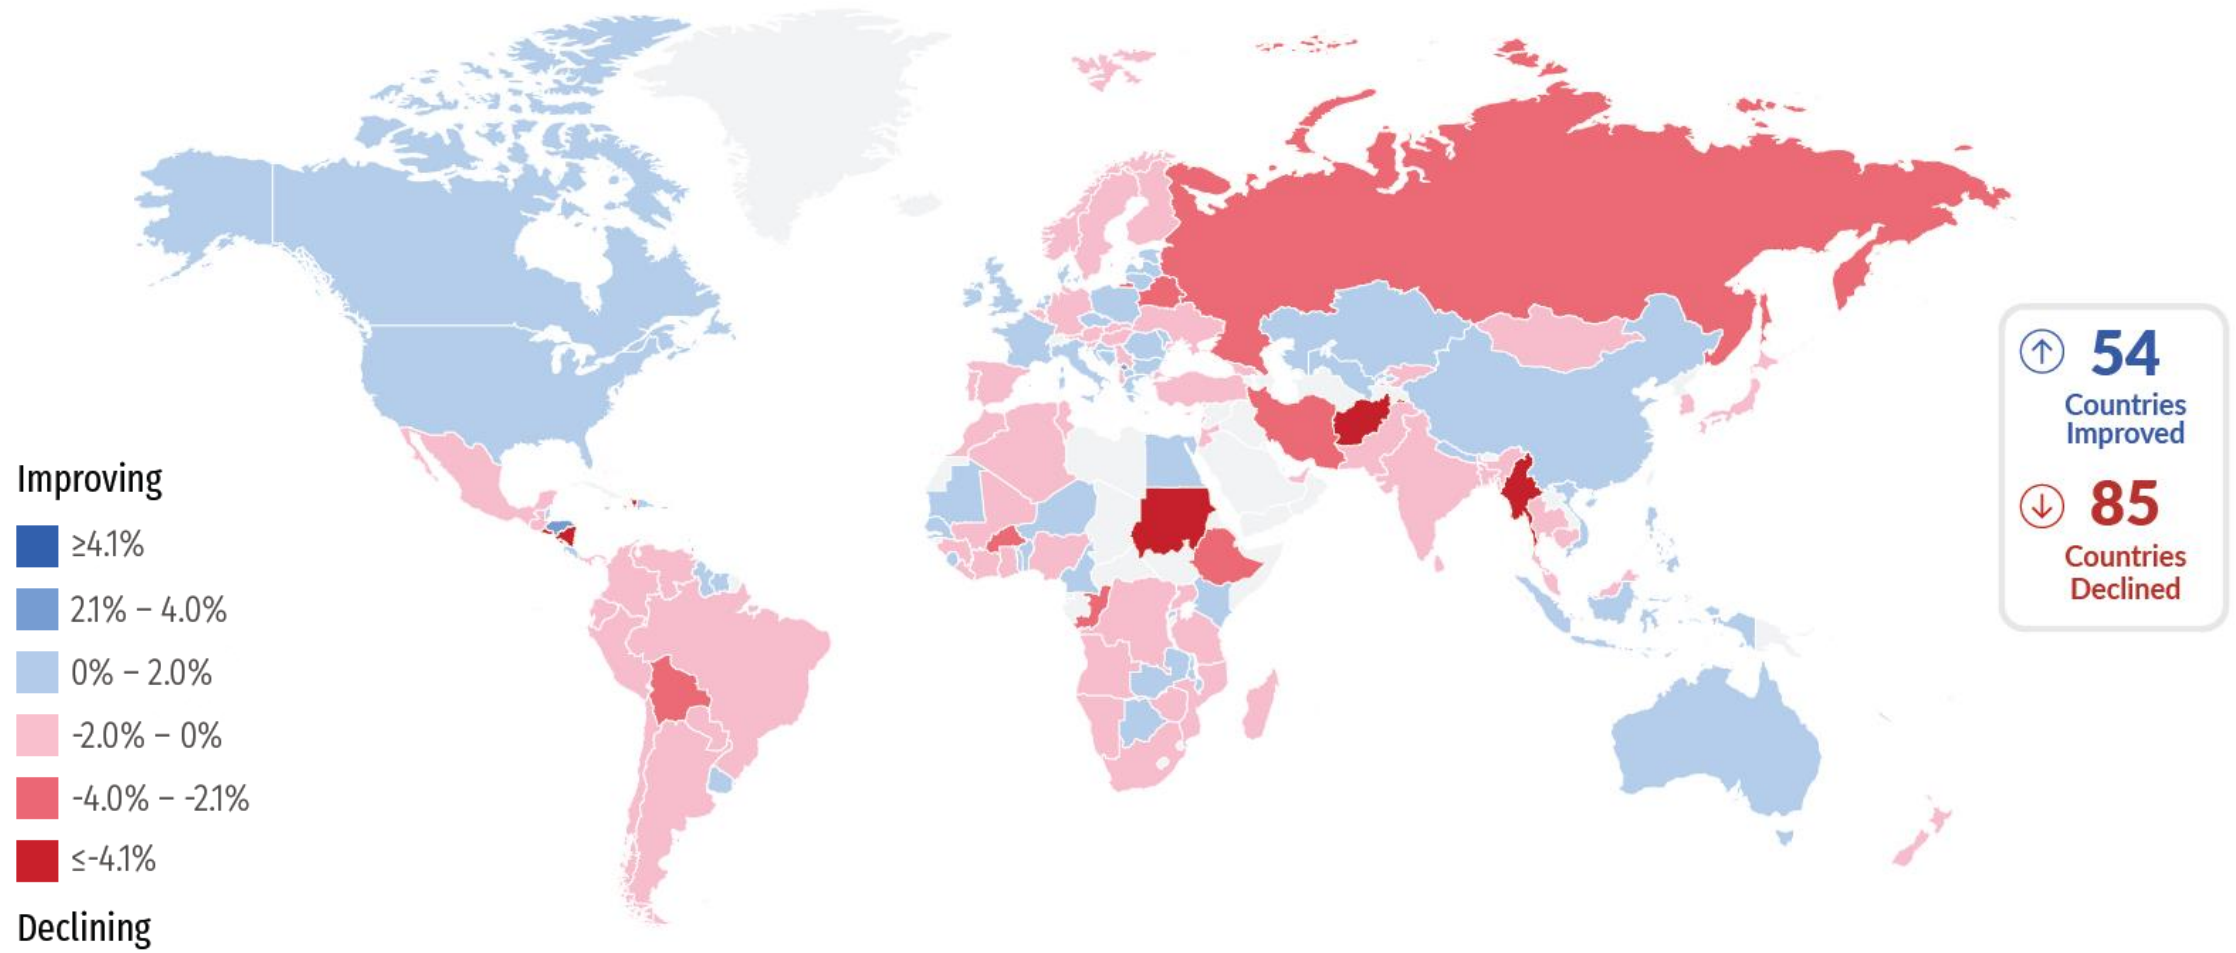 Improving
≥4.1%
2.1% – 4.0%
0% – 2.0%
-2.0% – 0%
-4.0% – -2.1%
≤-4.1%
Declining
54
Countries
Improved
85
Countries
Declined